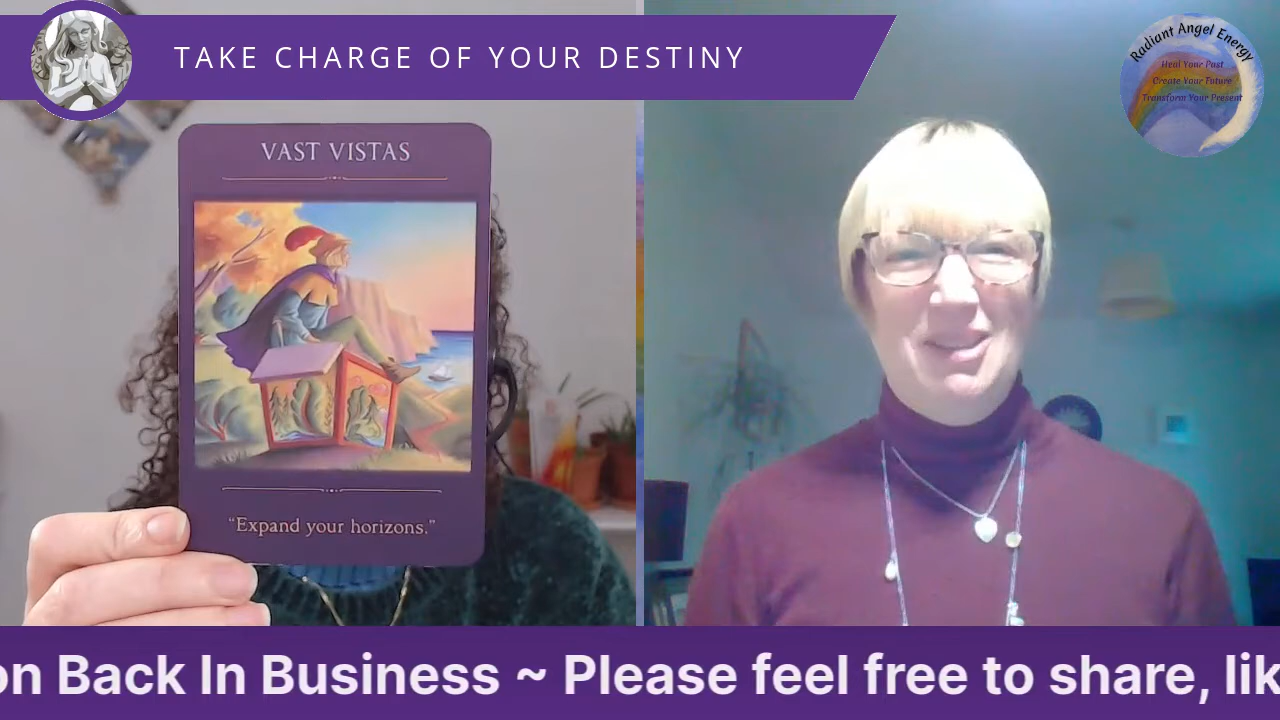 TAKE CHARGE OF YOUR DESTINY
Radiant Angel Energy
Heal Your Past
Create Your Future
Transform Your Present
VAST VISTAS
“Expand your horizons.”
on Back In Business ~ Please feel free to share, lik